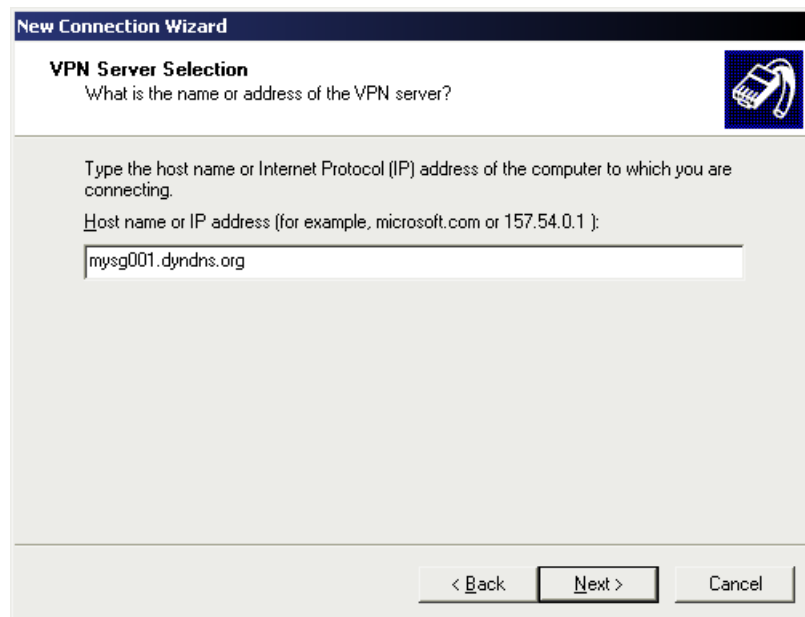 New Connection Wizard
VPN Server Selection
What is the name or address of the VPN server?
Type the host name or Internet Protocol (IP) address of the computer to which you are
connecting.
Host name or IP address (for example, microsoft.com or 157.54.0.1 ):
mysg001.dyndns.org
< Back
Next >
Cancel